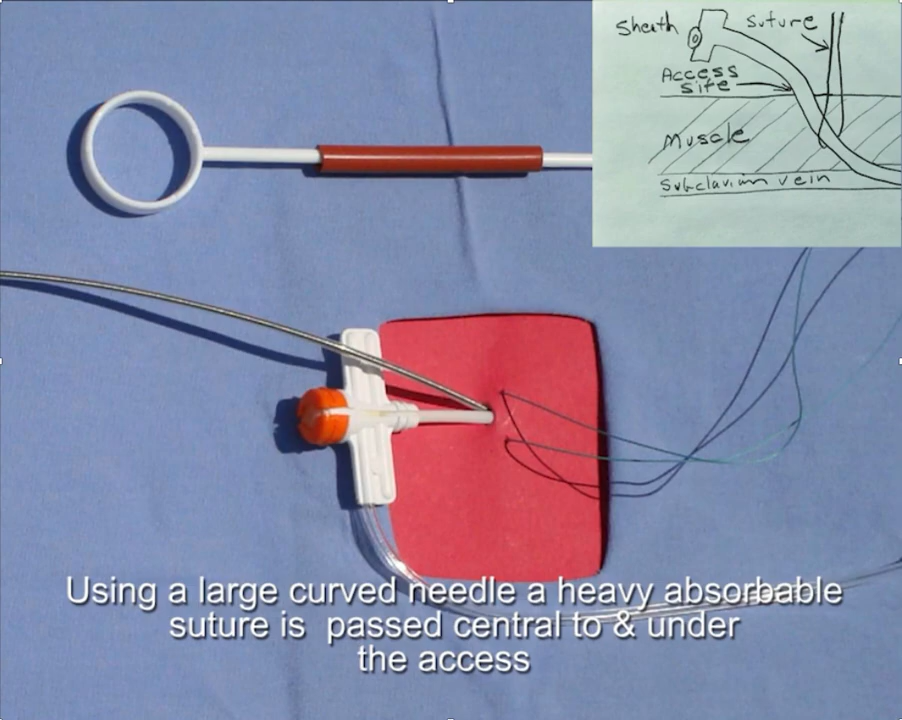 Sheath
suture
Access
site
Muscle
Subclavian vein
Using a large curved needle a heavy absorbable
suture is passed central to & under
the access